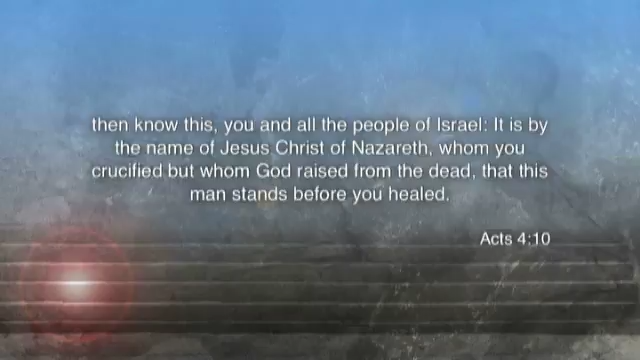 then know this, you and all the people of Israel: It is by
the name of Jesus Christ of Nazareth, whom you
crucified but whom God raised from the dead, that this
man stands before you healed.
Acts 4:10